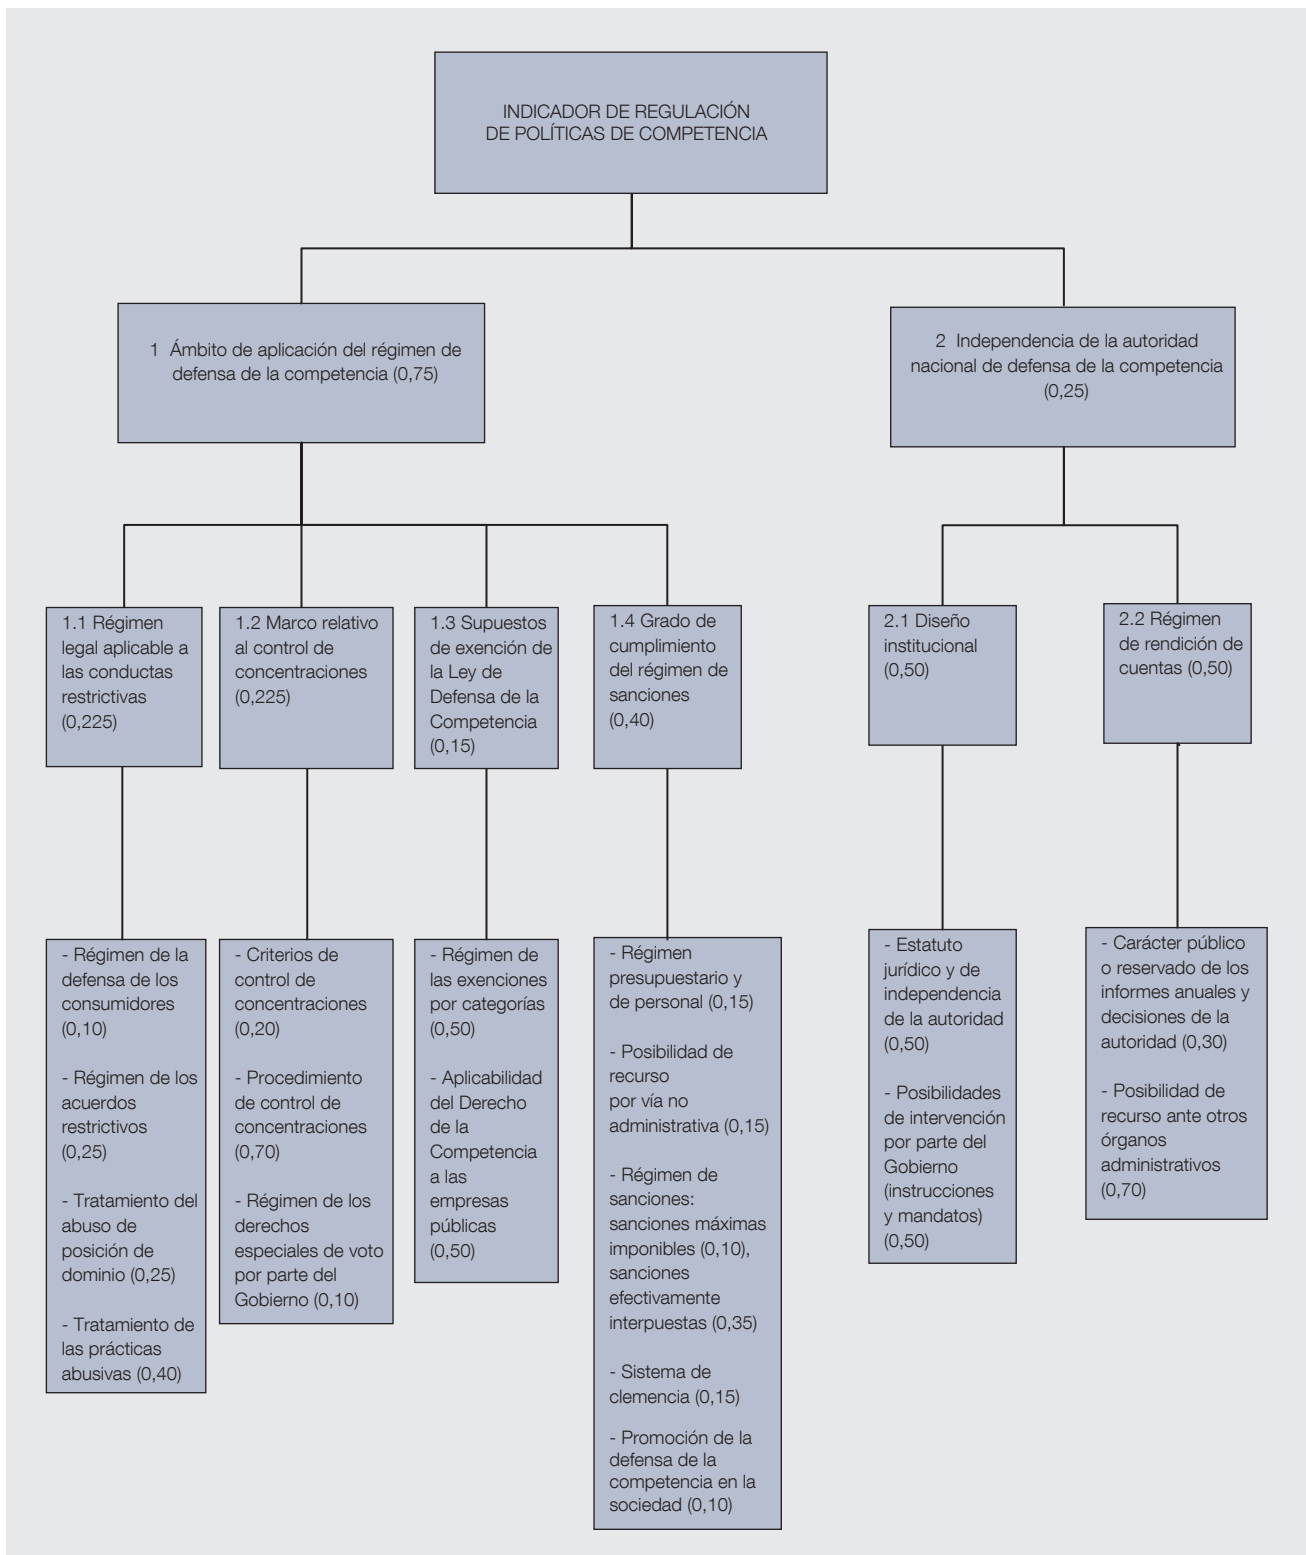 INDICADOR DE REGULACIÓN
DE POLÍTICAS DE COMPETENCIA
1 Ámbito de aplicación del régimen de
defensa de la competencia (0,75)
2 Independencia de la autoridad
nacional de defensa de la competencia
(0,25)
1.1 Régimen
legal aplicable a
las conductas
restrictivas
(0,225)
1.2 Marco relativo
al control de
concentraciones
(0,225)
1.3 Supuestos
de exención de
la Ley de
Defensa de la
Competencia
(0,15)
1.4 Grado de
cumplimiento
del régimen de
sanciones
(0,40)
2.1 Diseño
institucional
(0,50)
2.2 Régimen
de rendición de
cuentas (0,50)
- Régimen de la
defensa de los
consumidores
(0,10)
- Régimen de los
acuerdos
restrictivos
(0,25)
- Tratamiento del
abuso de
posición de
dominio (0,25)
- Tratamiento de
las prácticas
abusivas (0,40)
- Criterios de
control de
concentraciones
(0,20)
- Procedimiento
de control de
concentraciones
(0,70)
- Régimen de los
derechos
especiales de voto
por parte del
Gobierno (0,10)
- Régimen de
las exenciones
por categorías
(0,50)
- Aplicabilidad
del Derecho
de la
Competencia
a las
empresas
públicas
(0,50)
- Régimen
presupuestario y
de personal (0,15)
- Posibilidad de
recurso
por vía no
administrativa (0,15)
- Régimen de
sanciones:
sanciones máximas
imponibles (0,10),
sanciones
efectivamente
interpuestas (0,35)
- Sistema de
clemencia (0,15)
- Promoción de la
defensa de la
competencia en la
sociedad (0,10)
- Estatuto
jurídico y de
independencia
de la autoridad
(0,50)
- Posibilidades
de intervención
por parte del
Gobierno
(instrucciones
y mandatos)
(0,50)
- Carácter público
o reservado de los
informes anuales y
decisiones de la
autoridad (0,30)
- Posibilidad de
recurso ante otros
órganos
administrativos
(0,70)